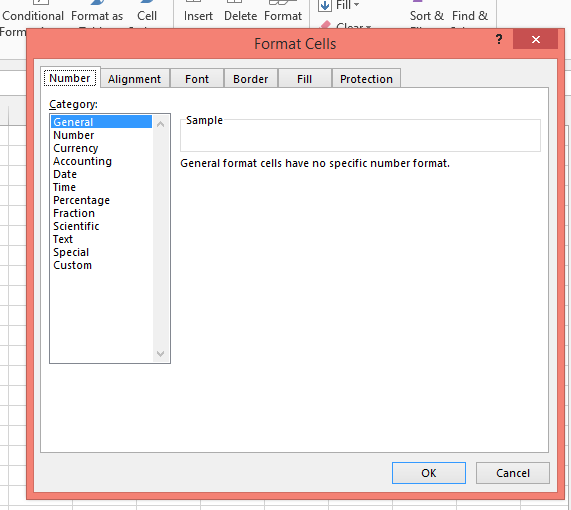 Conditional Format as Cell Insert Delete Format Fill Sort & Find &
Clear
Format Cells
?
Number Alignment Font Border Fill Protection
Category:
General
Number
Currency
Accounting
Date
Time
Percentage
Fraction
Scientific
Text
Special
Custom
Sample
General format cells have no specific number format.
OK Cancel